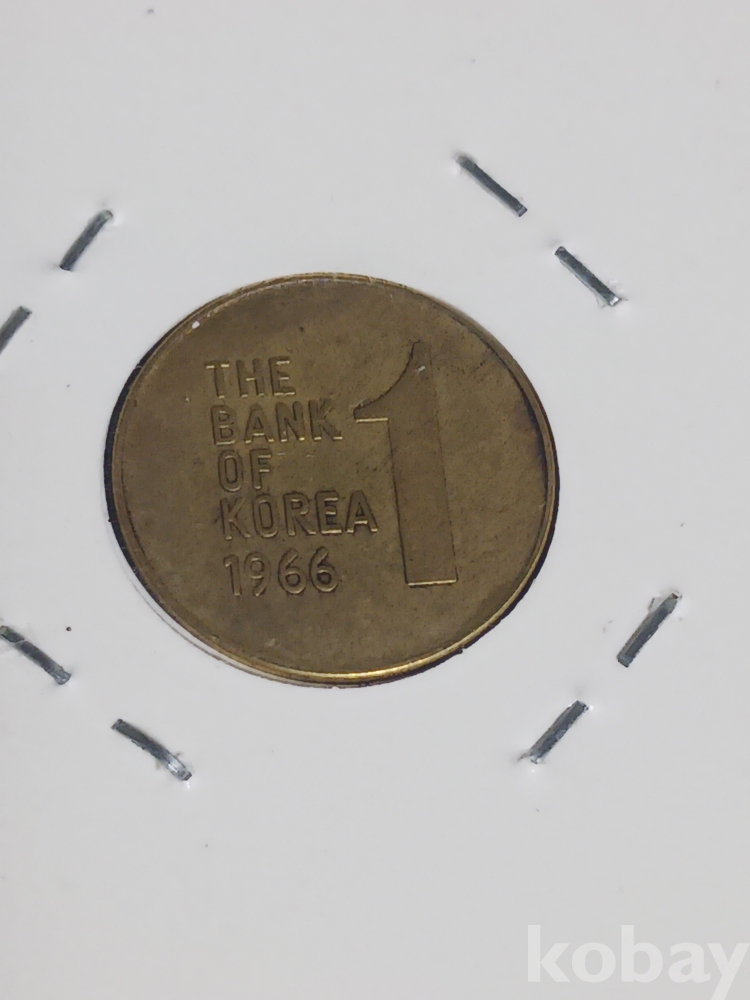 THE
BANK
OF
KOREA
1966
1
kobay